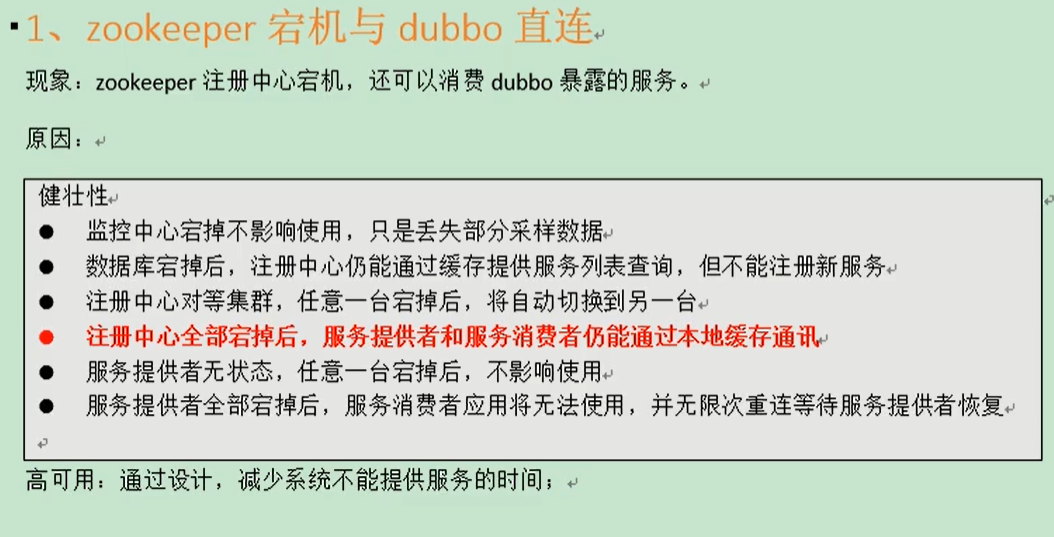 1、zookeeper 宕机与 dubbo 直连
现象：zookeeper 注册中心宕机，还可以消费 dubbo 暴露的服务。
原因：
健壮性
监控中心宕掉不影响使用，只是丢失部分采样数据
数据库宕掉后，注册中心仍能通过缓存提供服务列表查询，但不能注册新服务
注册中心对等集群，任意一台宕掉后，将自动切换到另一台
注册中心全部宕掉后，服务提供者和服务消费者仍能通过本地缓存通讯
服务提供者无状态，任意一台宕掉后，不影响使用
服务提供者全部宕掉后，服务消费者应用将无法使用，并无限次重连等待服务提供者恢复
高可用：通过设计，减少系统不能提供服务的时间；